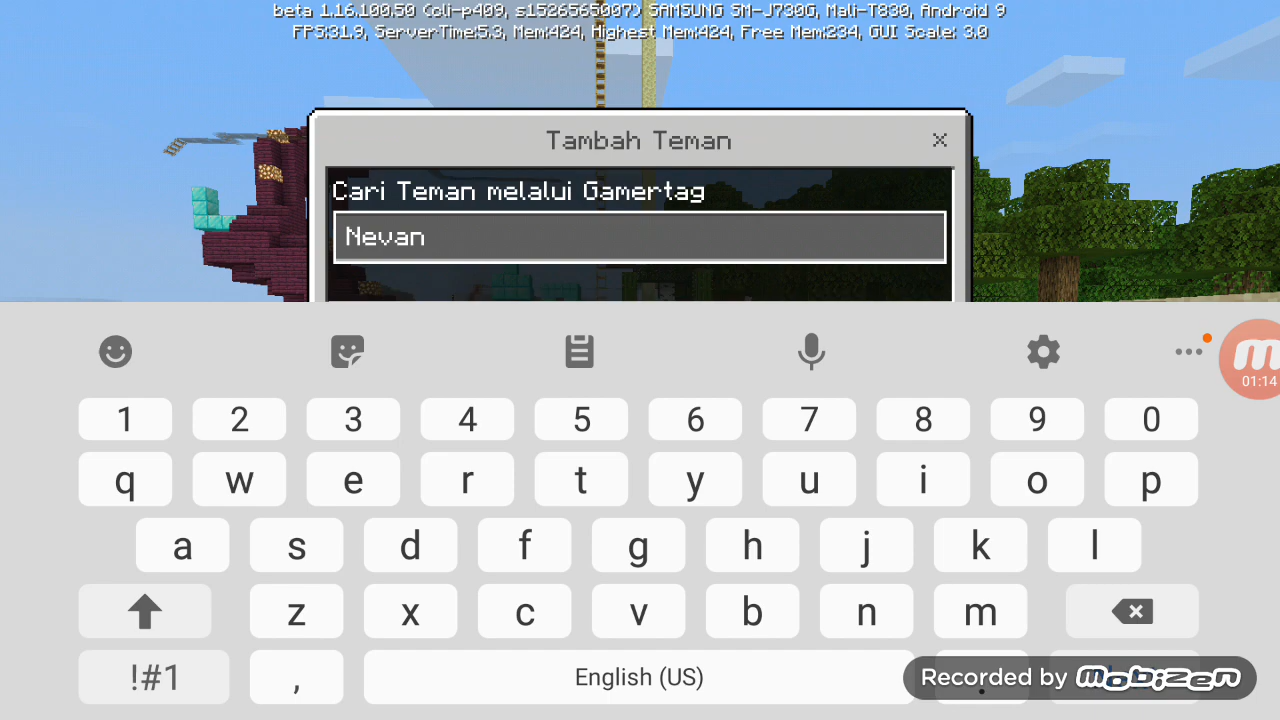 beta 1.16.100.50 (oli-p409, s1526565007) SAMSUNG SM-J730G, Mali-T830, Android 9
FPS:31.9, ServerTime:5.3, Mem:424, Highest Mem:424, Free Mem:234, GUI Scale: 3.0
Tambah Teman
Cari Teman melalui Gamertag
Nevan
01:14
1 2 3 4 5 6 7 8 9 0
q w e r t y u i o p
a s d f g h j k l
z x c v b n m
!#1 , English (US) .
Recorded by mobizen